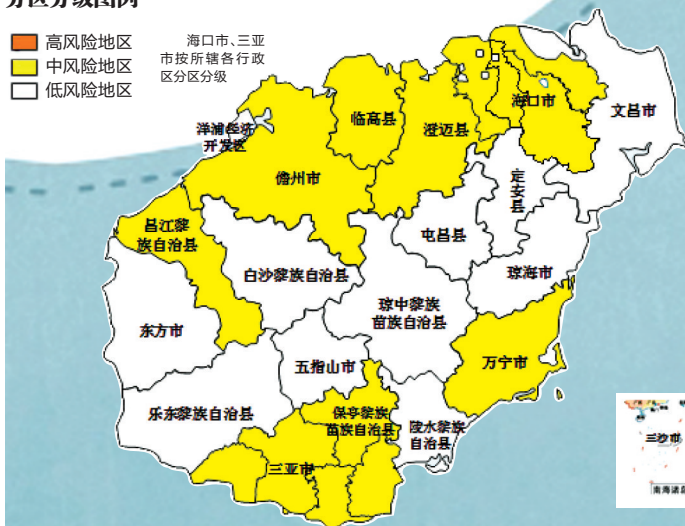 分区分级图例
高风险地区
中风险地区
低风险地区
海口市、三亚
市按所辖各行政
区分区分级
临高县
澄迈县
海口市
文昌市
洋浦经济
开发区
儋州市
定安县
屯昌县
昌江黎
族自治县
白沙黎族自治县
琼海市
琼中黎族
苗族自治县
东方市
万宁市
五指山市
乐东黎族自治县
保亭黎族
苗族自治县
陵水黎族
自治县
三亚市
三沙市
南海诸岛